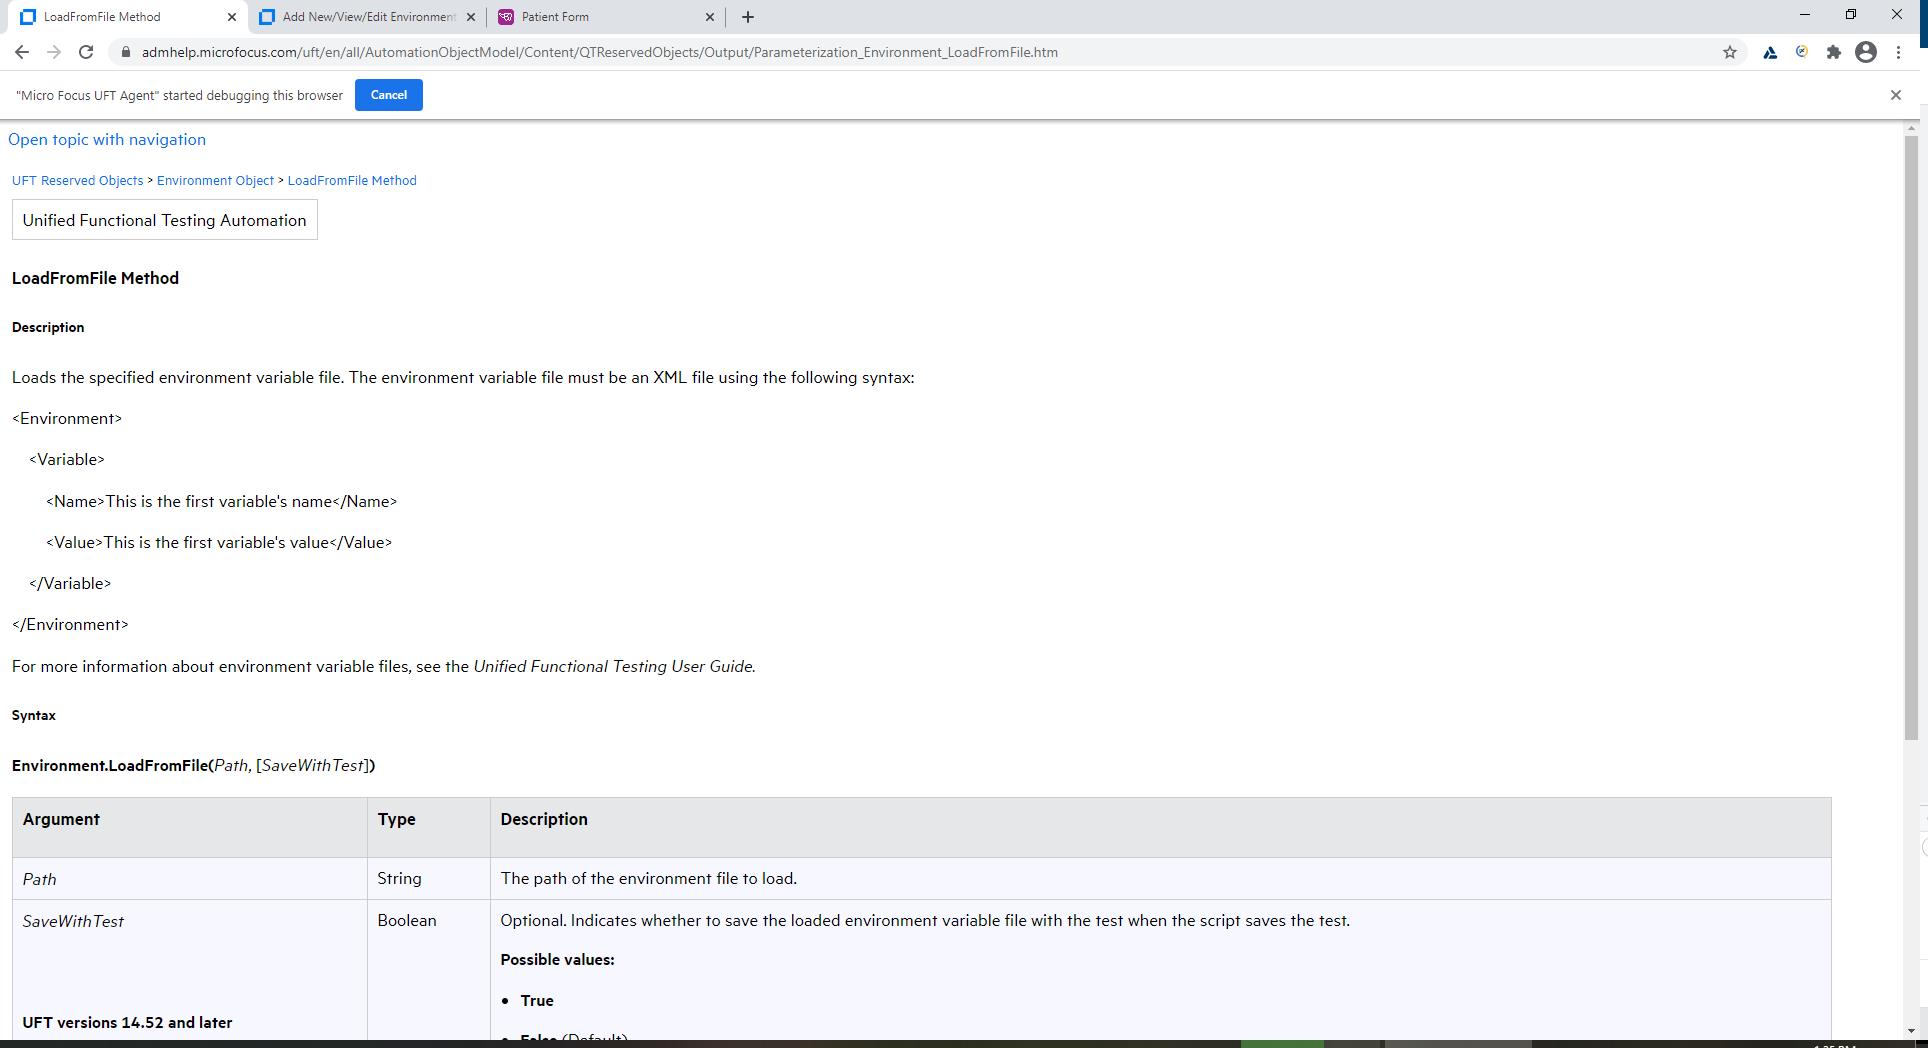 LoadFromFile Method
Add New/View/Edit Environment
Patient Form
admhelp.microfocus.com/uft/en/all/AutomationObjectModel/Content/QTReservedObjects/Output/Parameterization_Environment_LoadFromFile.htm
"Micro Focus UFT Agent" started debugging this browser
Cancel
Open topic with navigation
UFT Reserved Objects > Environment Object > LoadFromFile Method
Unified Functional Testing Automation
LoadFromFile Method
Description
Loads the specified environment variable file. The environment variable file must be an XML file using the following syntax:
<Environment>
<Variable>
<Name>This is the first variable's name</Name>
<Value>This is the first variable's value</Value>
</Variable>
</Environment>
For more information about environment variable files, see the Unified Functional Testing User Guide.
Syntax
Environment.LoadFromFile(Path, [SaveWithTest])
Argument Type Description
Path String The path of the environment file to load.
SaveWithTest Boolean Optional. Indicates whether to save the loaded environment variable file with the test when the script saves the test.
Possible values:
• True
UFT versions 14.52 and later
• False (Default)